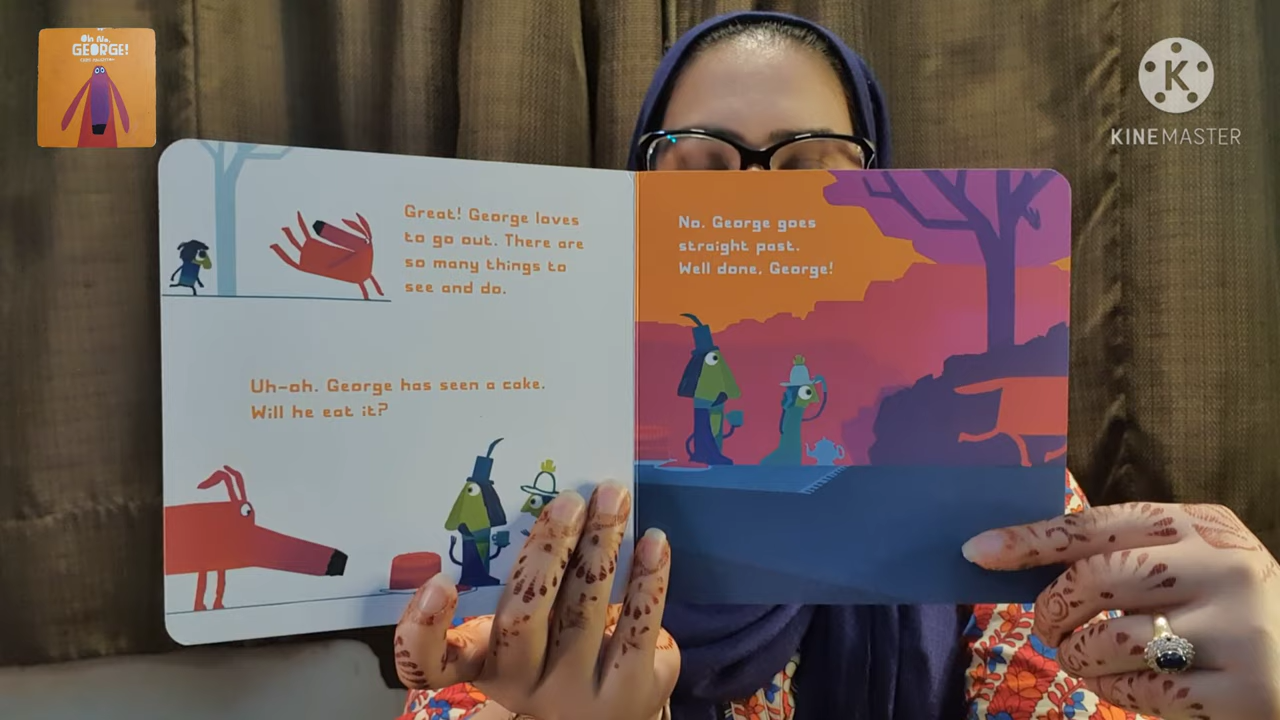 Oh No,
GEORGE!
K
KINEMASTER
Great! George loves
to go out. There are
so many things to
see and do.
Uh-oh. George has seen a cake.
Will he eat it?
No. George goes
straight past.
Well done, George!